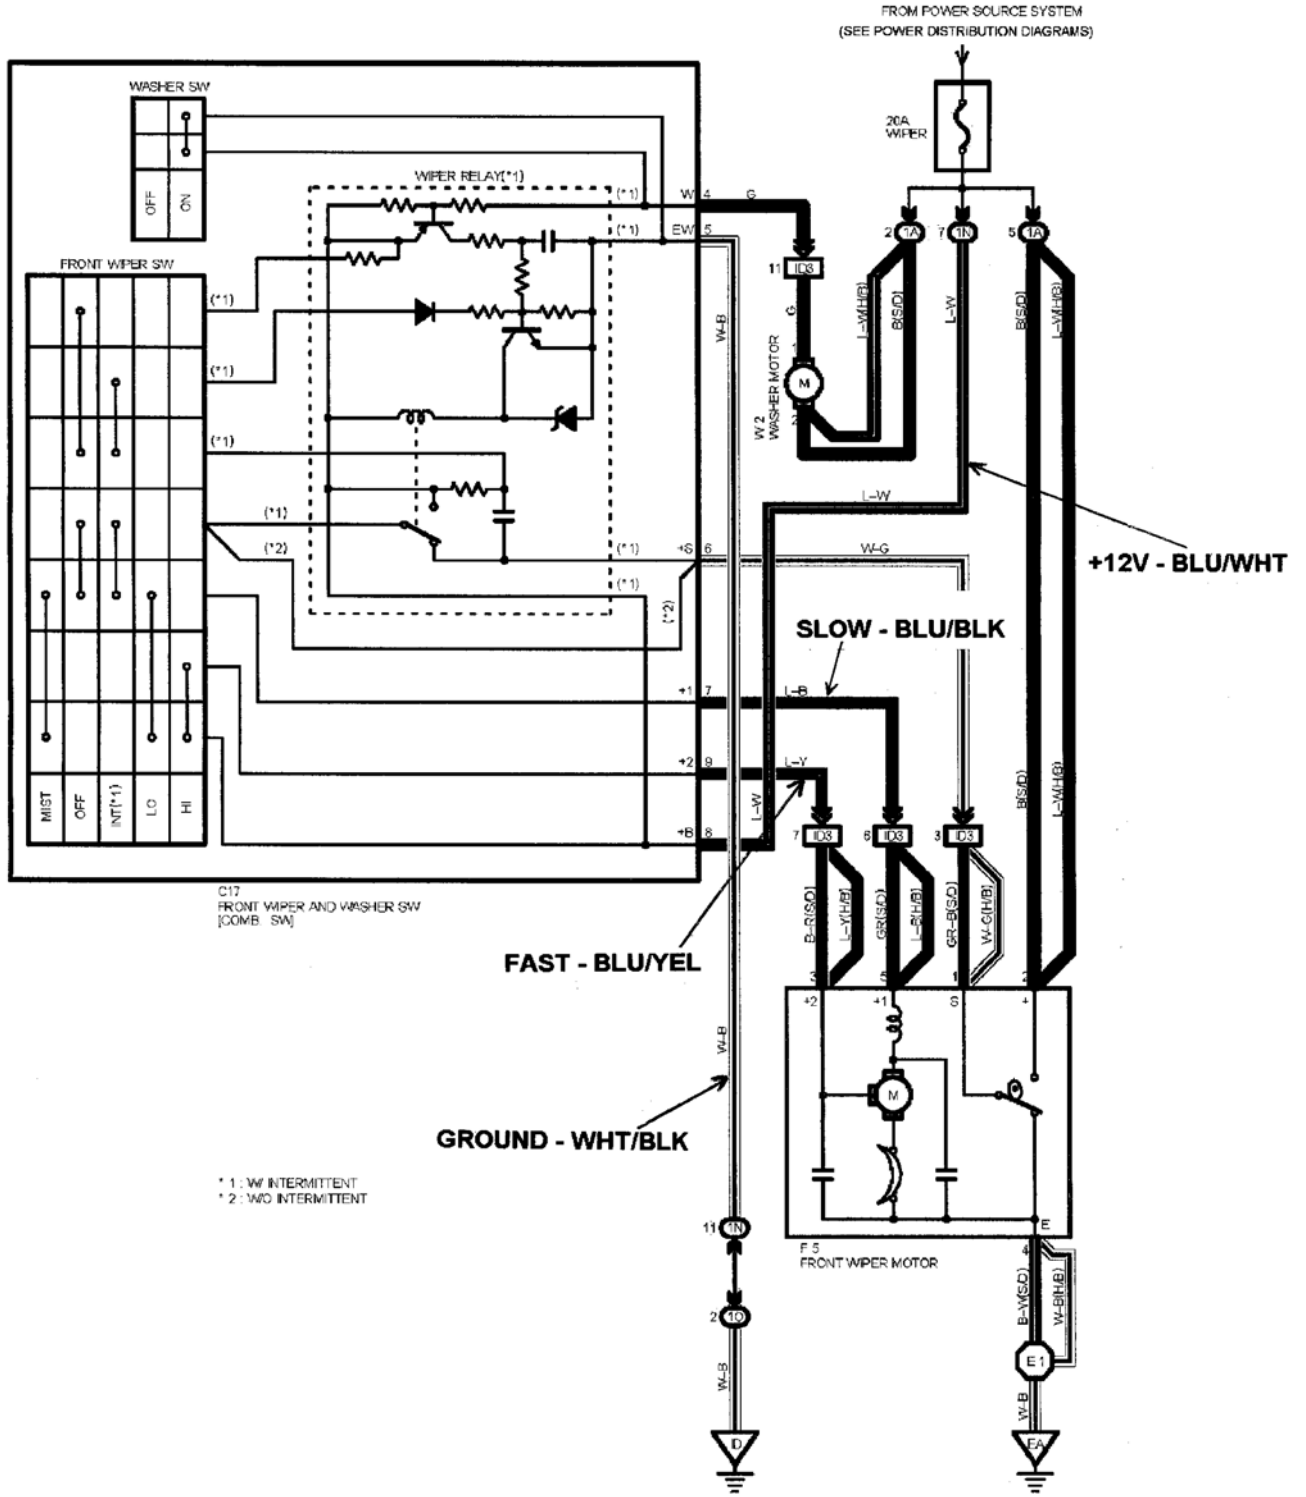 FROM POWER SOURCE SYSTEM
(SEE POWER DISTRIBUTION DIAGRAMS)
20A
WIPER
WASHER SW
OFF
ON
WIPER RELAY(*1)
(*1)
W
4
G
(*1)
EW
5
2
1A
7
1N
5
1A
FRONT WIPER SW
(*1)
(*1)
(*1)
(*1)
(*2)
11
ID3
G
1
M
2
W 2
WASHER MOTOR
W-B
L-W(H/B)
B(S/D)
L-W
B(S/D)
L-W(H/B)
L-W
(*1)
+S
6
W-G
(*1)
(*2)
+12V - BLU/WHT
SLOW - BLU/BLK
+1
7
L-B
+2
9
L-Y
L-W
+B
8
MIST
OFF
INT(*1)
LO
HI
7
ID3
6
ID3
3
ID3
B(S/D)
L-W(H/B)
C17
FRONT WIPER AND WASHER SW
[COMB. SW]
B-R(S/D)
L-Y(H/B)
GR(S/D)
L-B(H/B)
GR-B(S/D)
W-G(H/B)
FAST - BLU/YEL
3
5
1
2
+2
+1
S
+
M
E
W-B
GROUND - WHT/BLK
* 1 : W/ INTERMITTENT
* 2 : W/O INTERMITTENT
11
1N
F 5
FRONT WIPER MOTOR
4
B-W(S/D)
W-B(H/B)
2
1O
E1
W-B
W-B
ID
EA